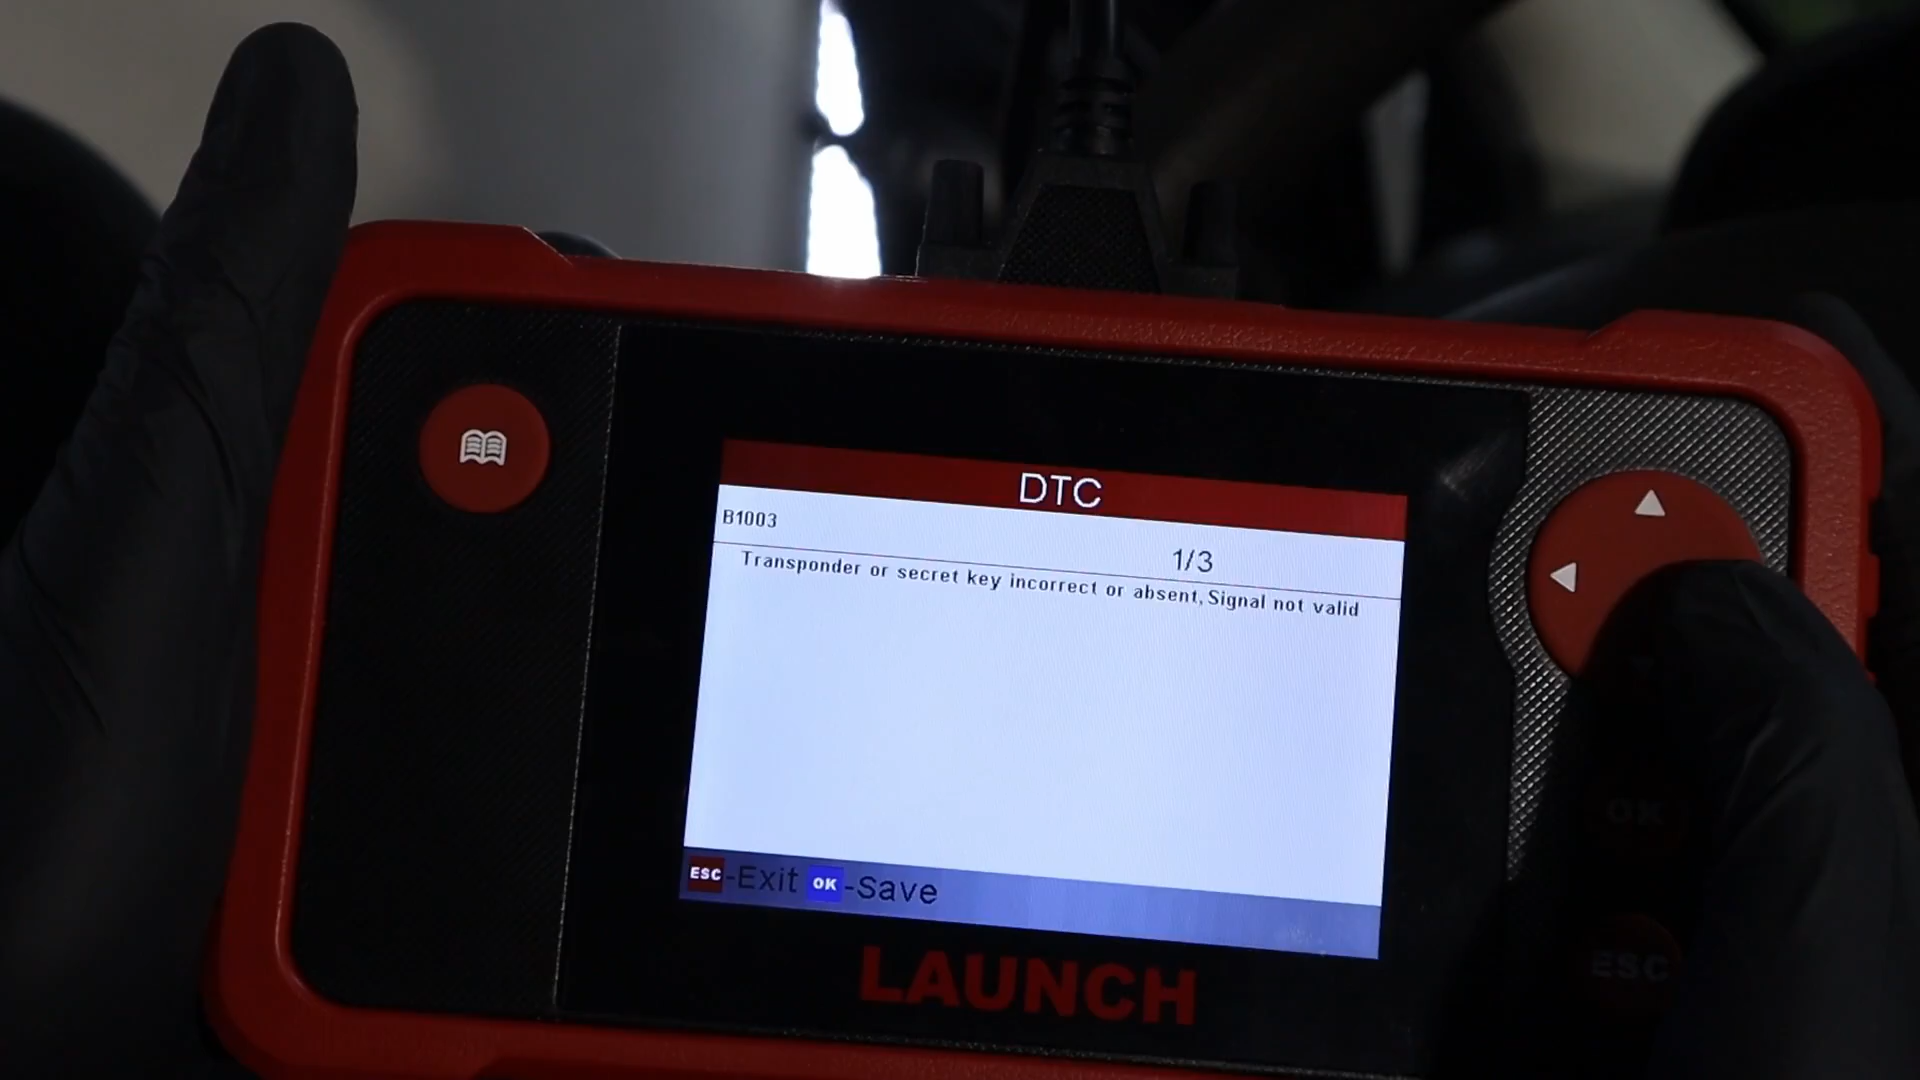 DTC
B1003
1/3
Transponder or secret key incorrect or absent, Signal not valid
ESC-Exit OK-Save
LAUNCH
OK
ESC